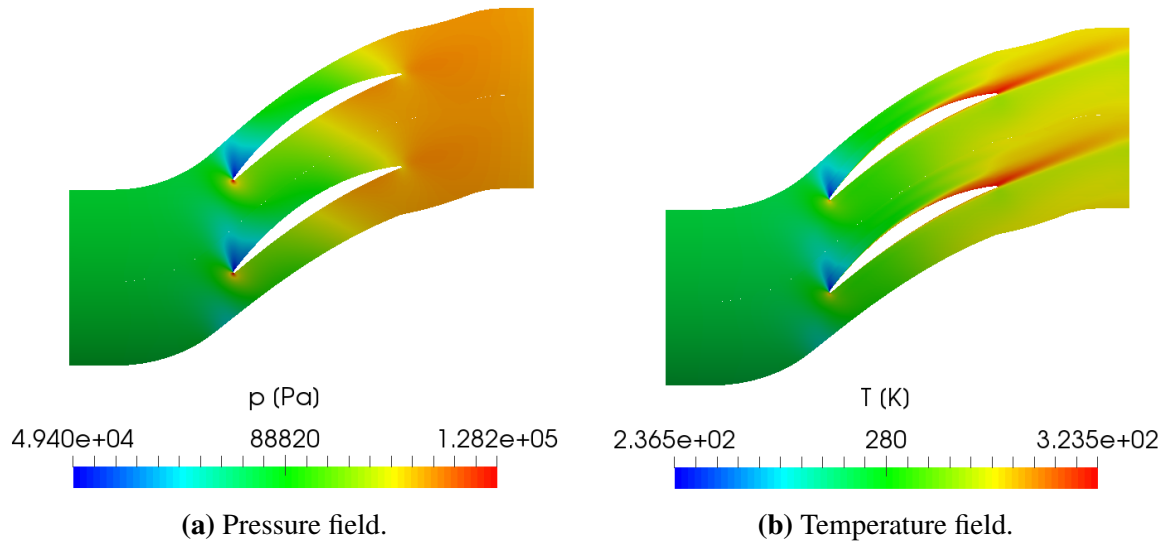 p (Pa)
4.940e+04 88820 1.282e+05
(a) Pressure field.
T (K)
2.365e+02 280 3.235e+02
(b) Temperature field.